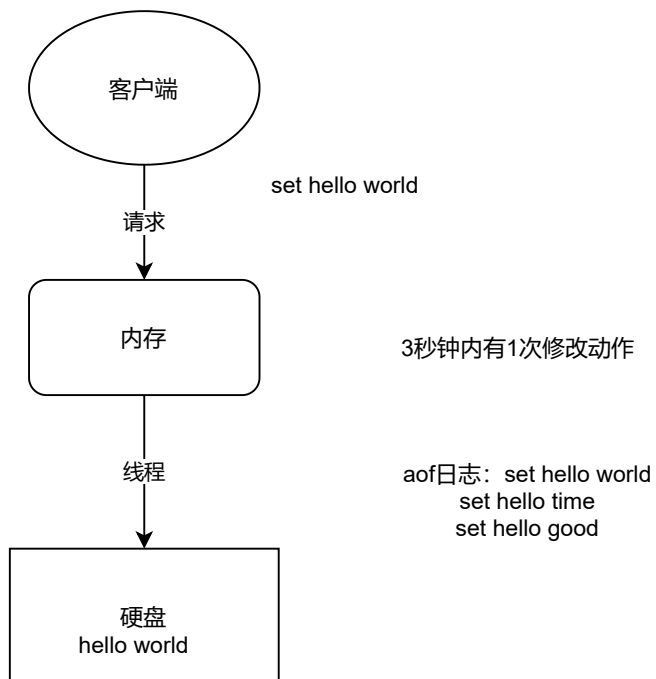 客户端
set hello world
请求
内存
3秒钟内有1次修改动作
线程
aof日志：set hello world
set hello time
set hello good
硬盘
hello world